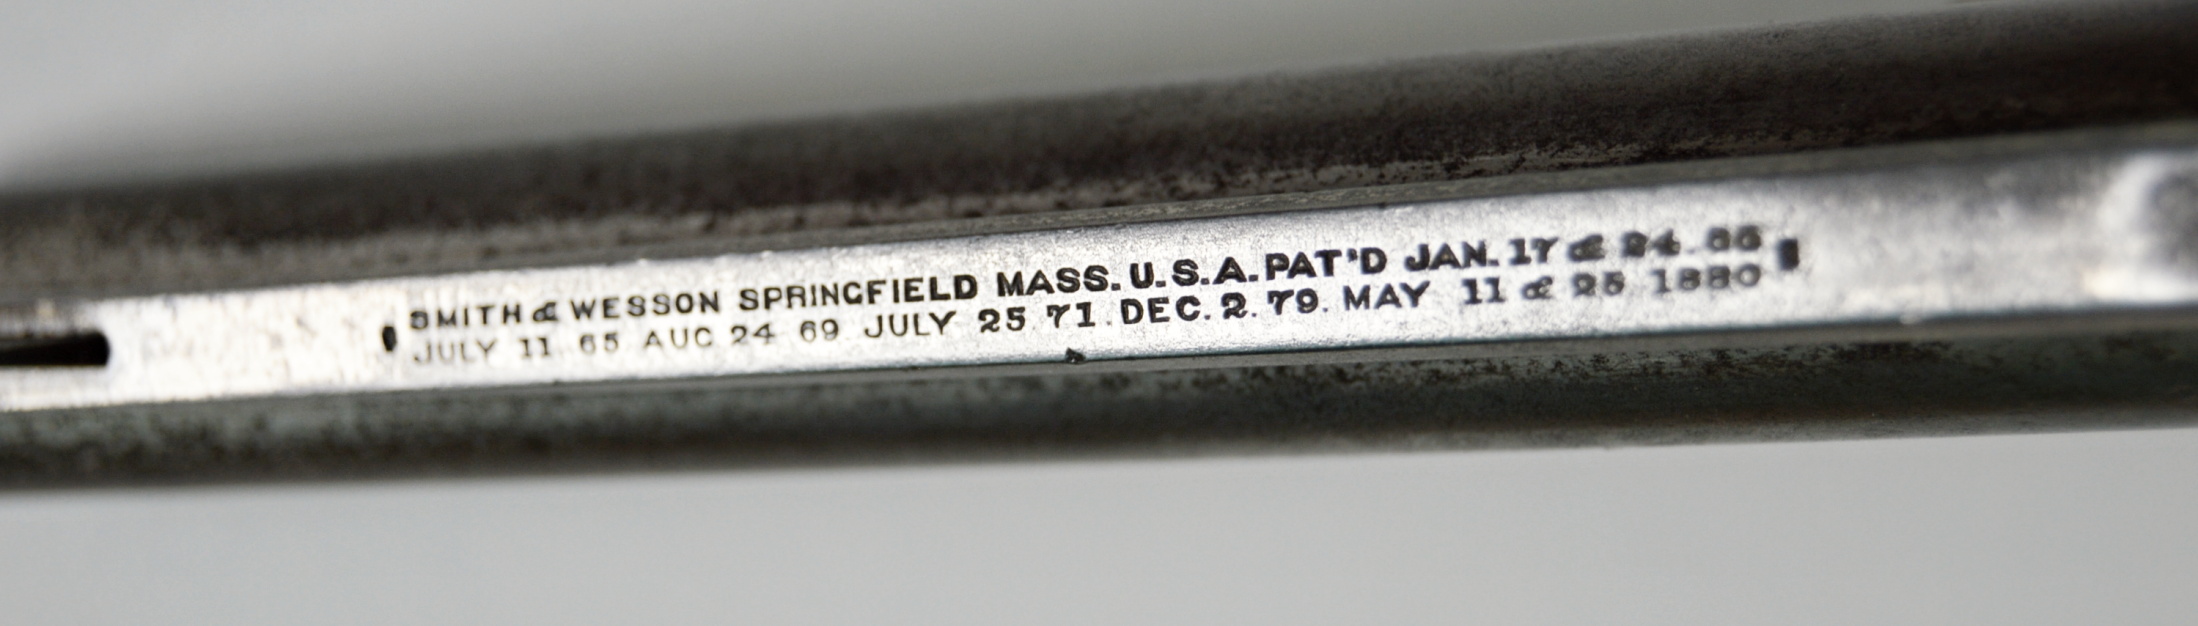 SMITH & WESSON SPRINGFIELD MASS. U.S.A. PAT'D JAN. 17 & 24. 65
JULY 11 65 AUG 24 69 JULY 25 71. DEC. 2. 79. MAY 11 & 25 1880